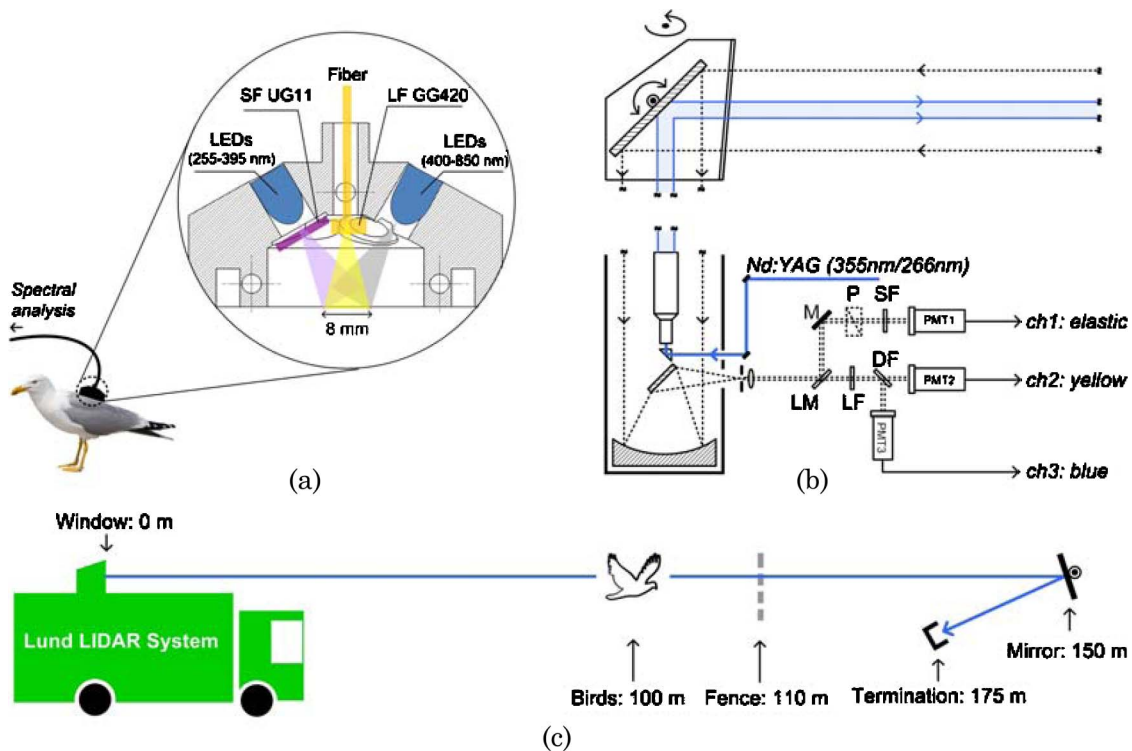 Fiber
SF UG11
LF GG420
LEDs
(255-395 nm)
LEDs
(400-850 nm)
8 mm
Spectral
analysis
(a)
Nd:YAG (355nm/266nm)
M
P
SF
PMT1
ch1: elastic
DF
PMT2
ch2: yellow
LM
LF
PMT3
ch3: blue
(b)
Window: 0 m
Lund LIDAR System
Birds: 100 m
Fence: 110 m
Termination: 175 m
Mirror: 150 m
(c)